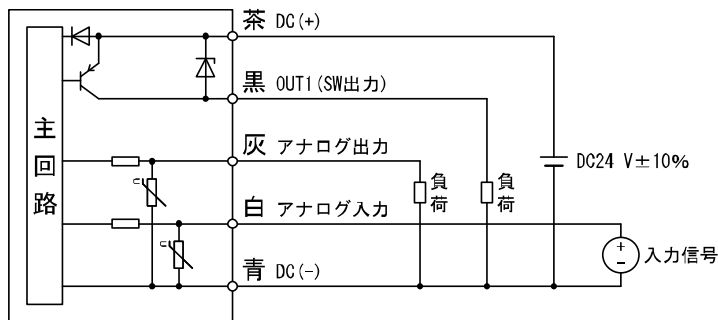 茶 DC(+)
黒 OUT1(SW出力)
主回路
灰 アナログ出力
負荷
負荷
DC24 V±10%
U
白 アナログ入力
U
+
-
入力信号
青 DC(-)